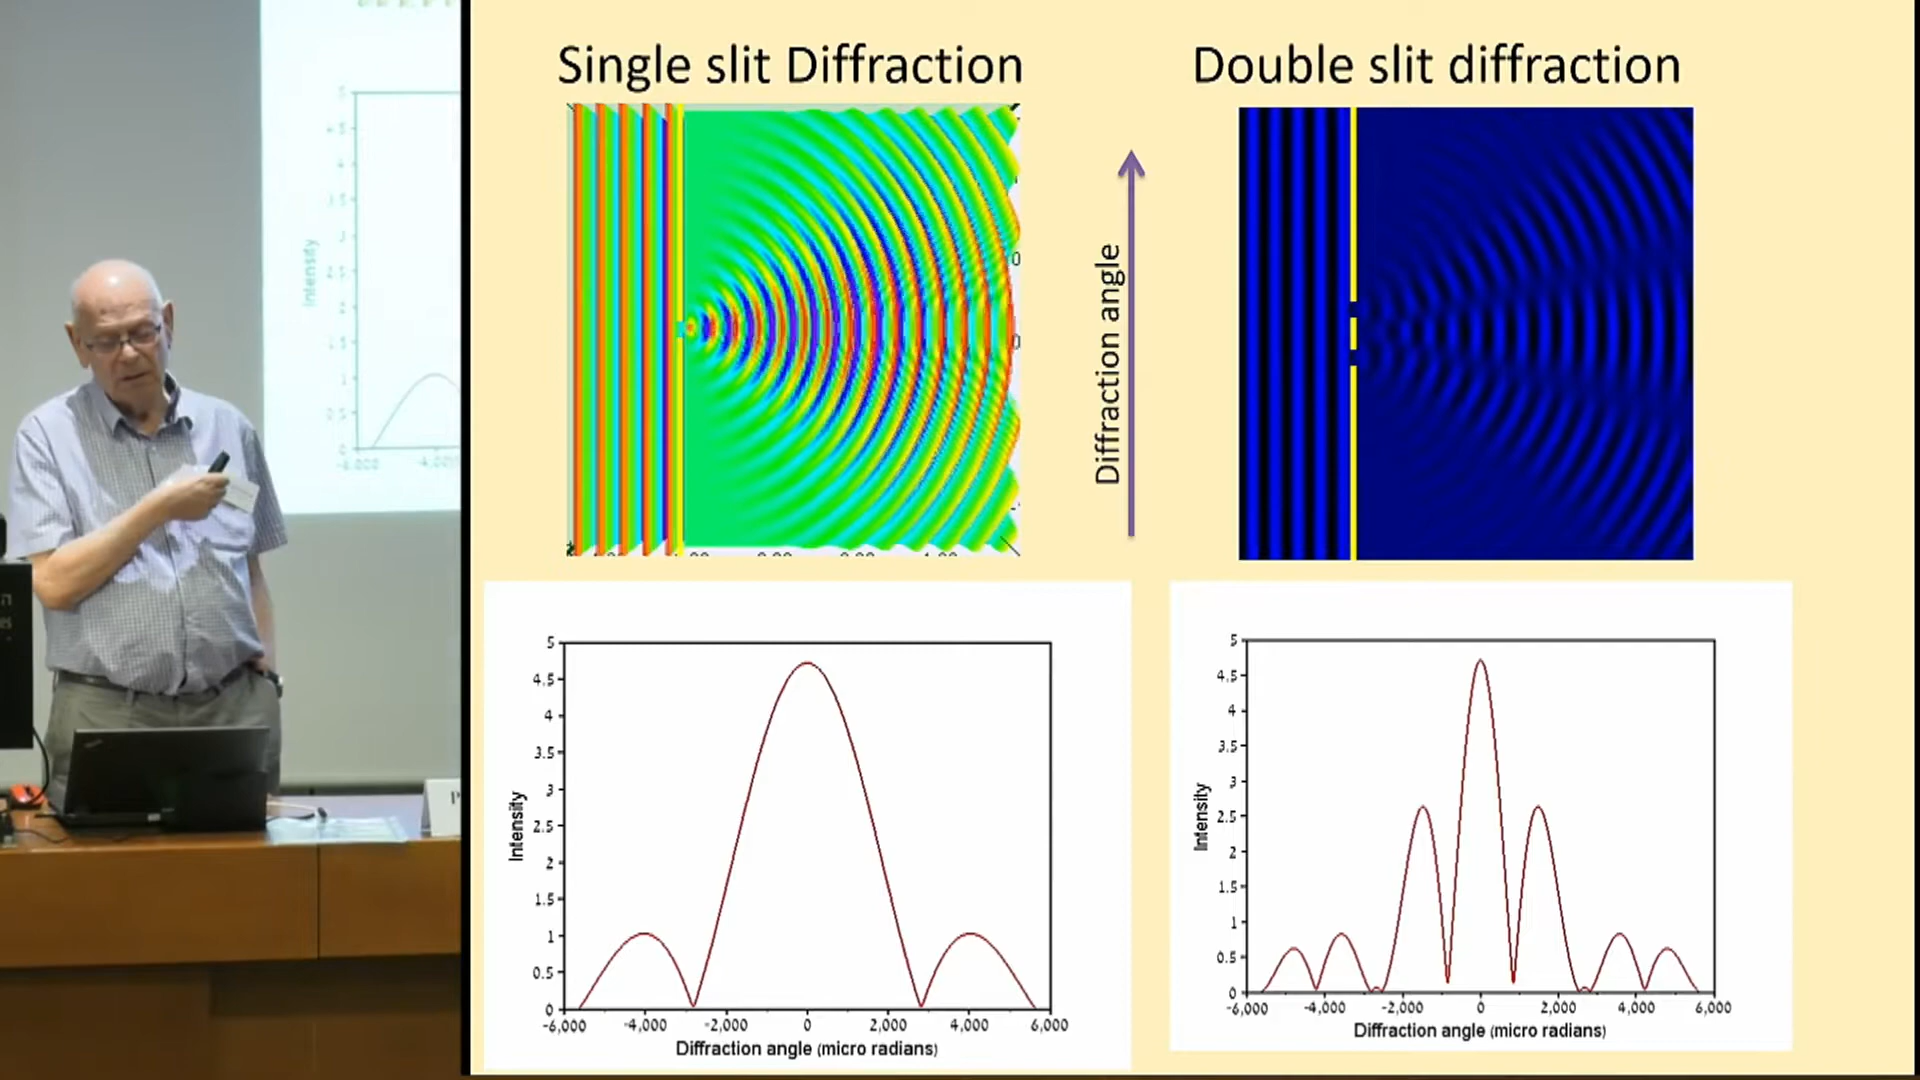 Single slit Diffraction
Double slit diffraction
Diffraction angle
Intensity
5
4.5
4
3.5
3
2.5
2
1.5
1
0.5
0
-6,000 -4,000 -2,000 0 2,000 4,000 6,000
Diffraction angle (micro radians)
Intensity
5
4.5
4
3.5
3
2.5
2
1.5
1
0.5
0
-6,000 -4,000 -2,000 0 2,000 4,000 6,000
Diffraction angle (micro radians)
Intensity
P